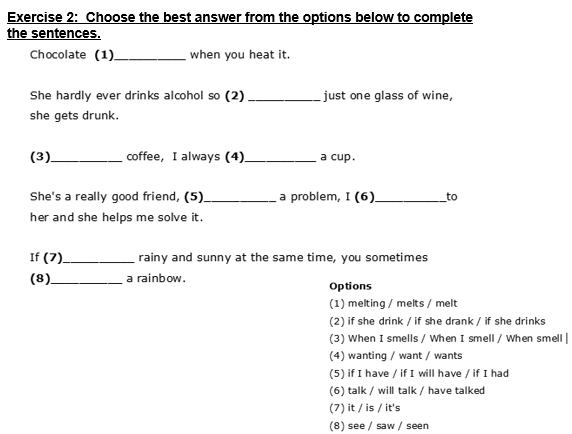 Exercise 2:  Choose the best answer from the options below to complete
the sentences.
Chocolate (1)__________ when you heat it.
She hardly ever drinks alcohol so (2) __________ just one glass of wine,
she gets drunk.
(3)__________ coffee, I always (4)__________ a cup.
She's a really good friend, (5)__________ a problem, I (6)__________to
her and she helps me solve it.
If (7)__________ rainy and sunny at the same time, you sometimes
(8)__________ a rainbow.
Options
(1) melting / melts / melt
(2) if she drink / if she drank / if she drinks
(3) When I smells / When I smell / When smell |
(4) wanting / want / wants
(5) if I have / if I will have / if I had
(6) talk / will talk / have talked
(7) it / is / it's
(8) see / saw / seen